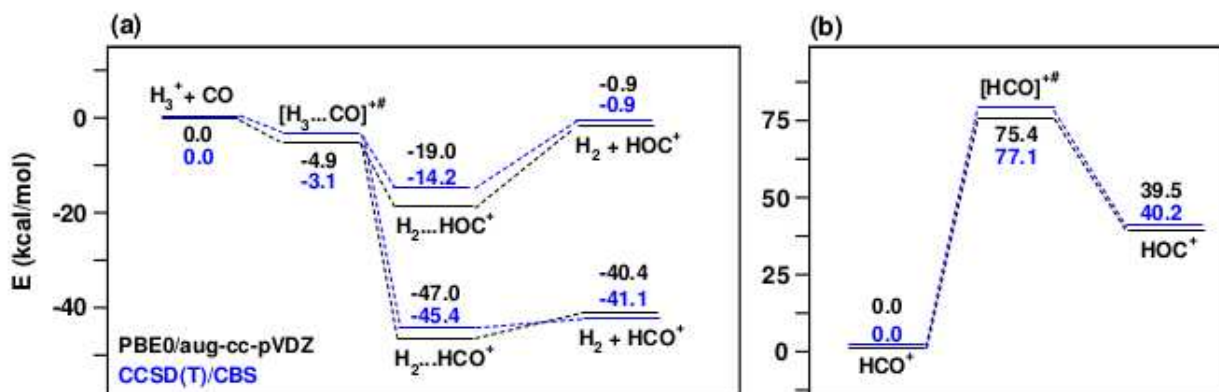 (a)
(b)
E (kcal/mol)
0
-20
-40
H₃⁺ + CO
0.0
0.0
[H₃...CO]⁺#
-4.9
-3.1
-19.0
-14.2
H₂...HOC⁺
-0.9
-0.9
H₂ + HOC⁺
-47.0
-45.4
H₂...HCO⁺
-40.4
-41.1
H₂ + HCO⁺
PBE0/aug-cc-pVDZ
CCSD(T)/CBS
75
50
25
0
0.0
0.0
HCO⁺
[HCO]⁺#
75.4
77.1
39.5
40.2
HOC⁺